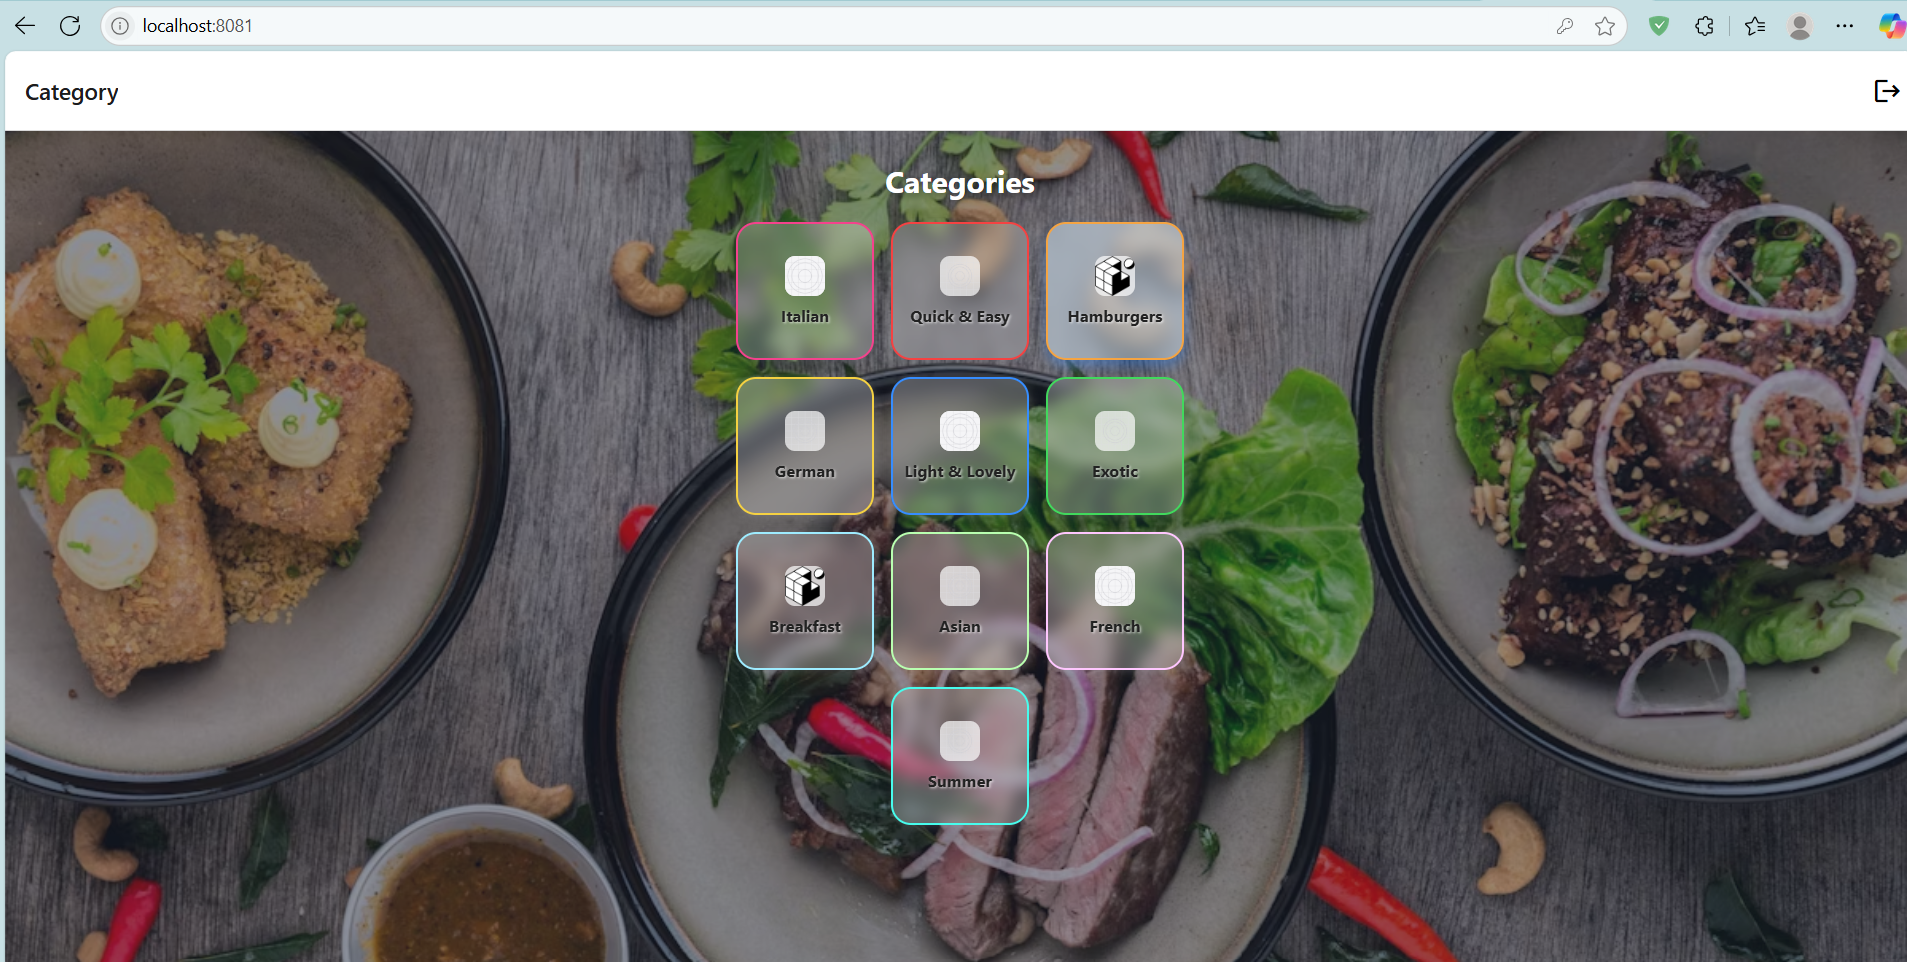 localhost:8081
Category
Categories
Italian
Quick & Easy
Hamburgers
German
Light & Lovely
Exotic
Breakfast
Asian
French
Summer